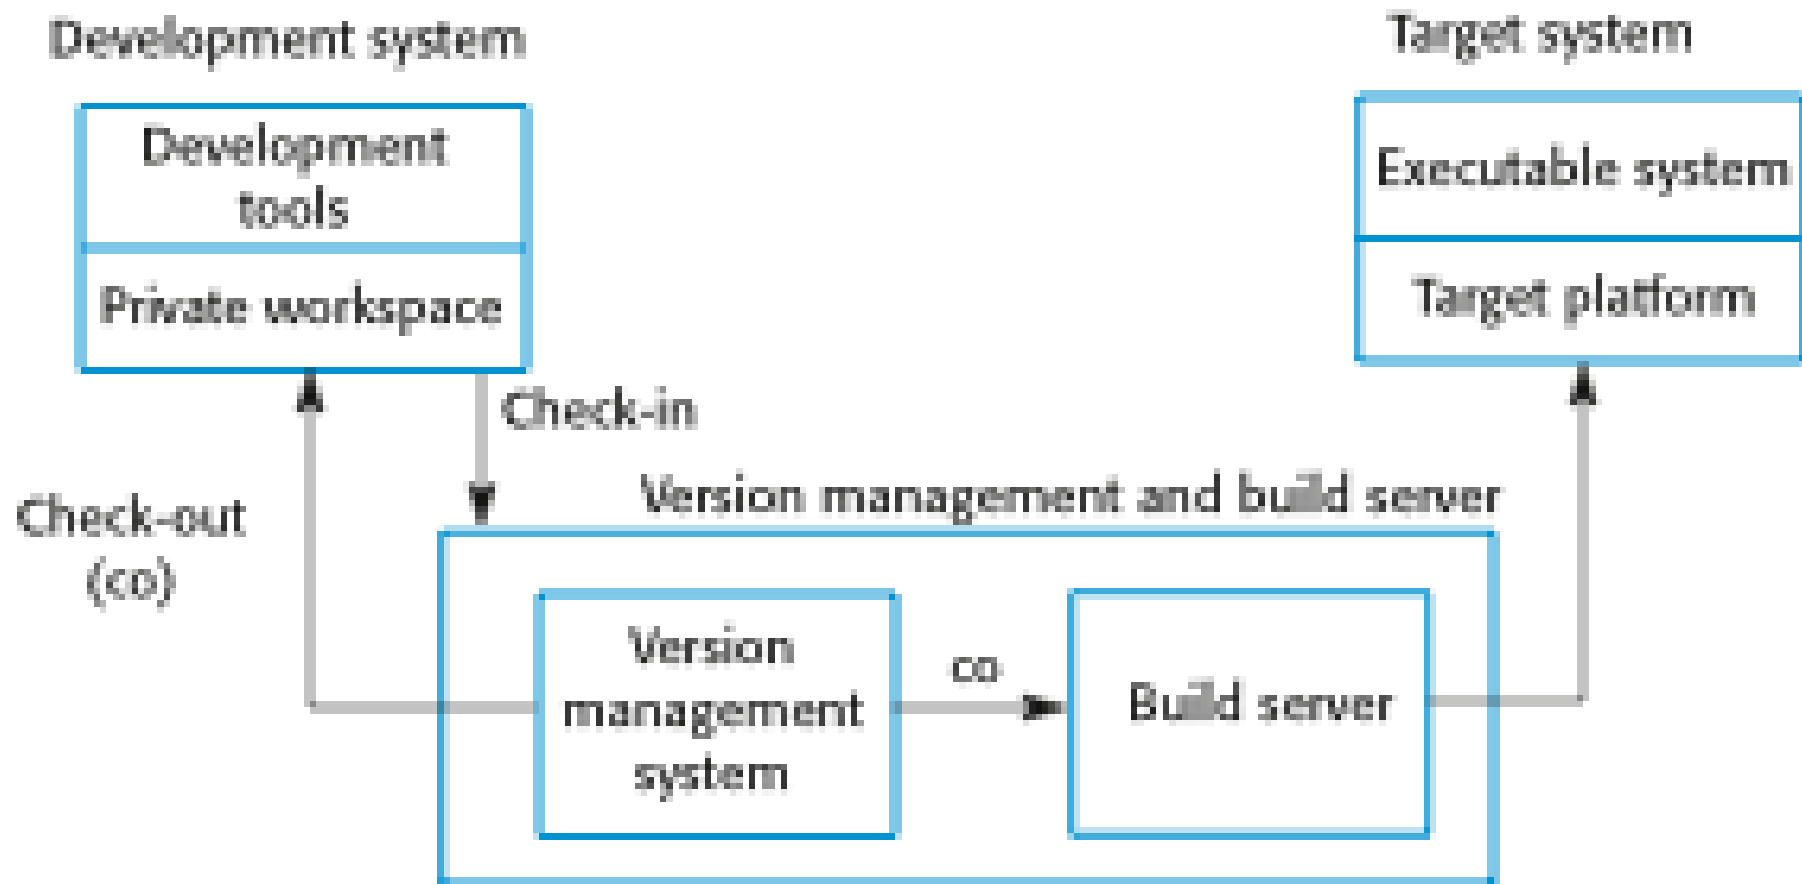 Development system
Target system
Development
tools
Private workspace
Executable system
Target platform
Check-in
Check-out
(co)
Version management and build server
Version
management
system
co
Build server